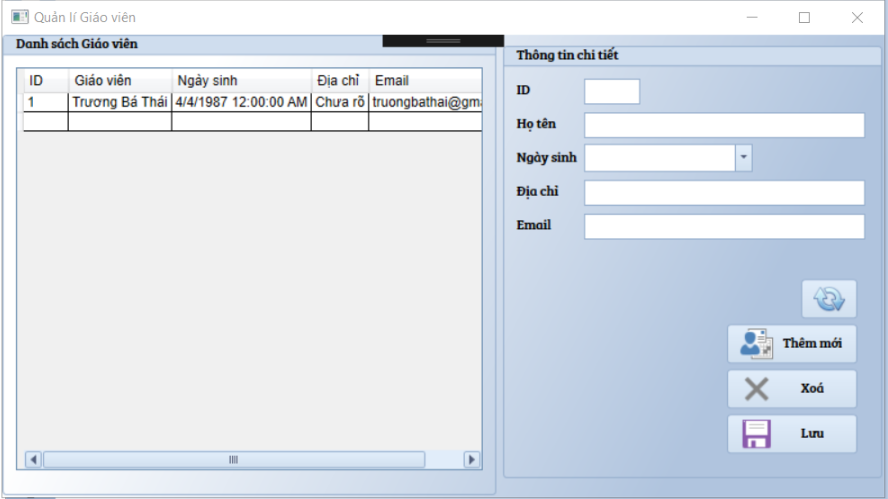 Quản lí Giáo viên
Danh sách Giáo viên
ID Giáo viên Ngày sinh Địa chỉ Email
1 Trương Bá Thái 4/4/1987 12:00:00 AM Chưa rõ truongbathai@gma
Thông tin chi tiết
ID
Họ tên
Ngày sinh
Địa chỉ
Email
Thêm mới
Xoá
Lưu